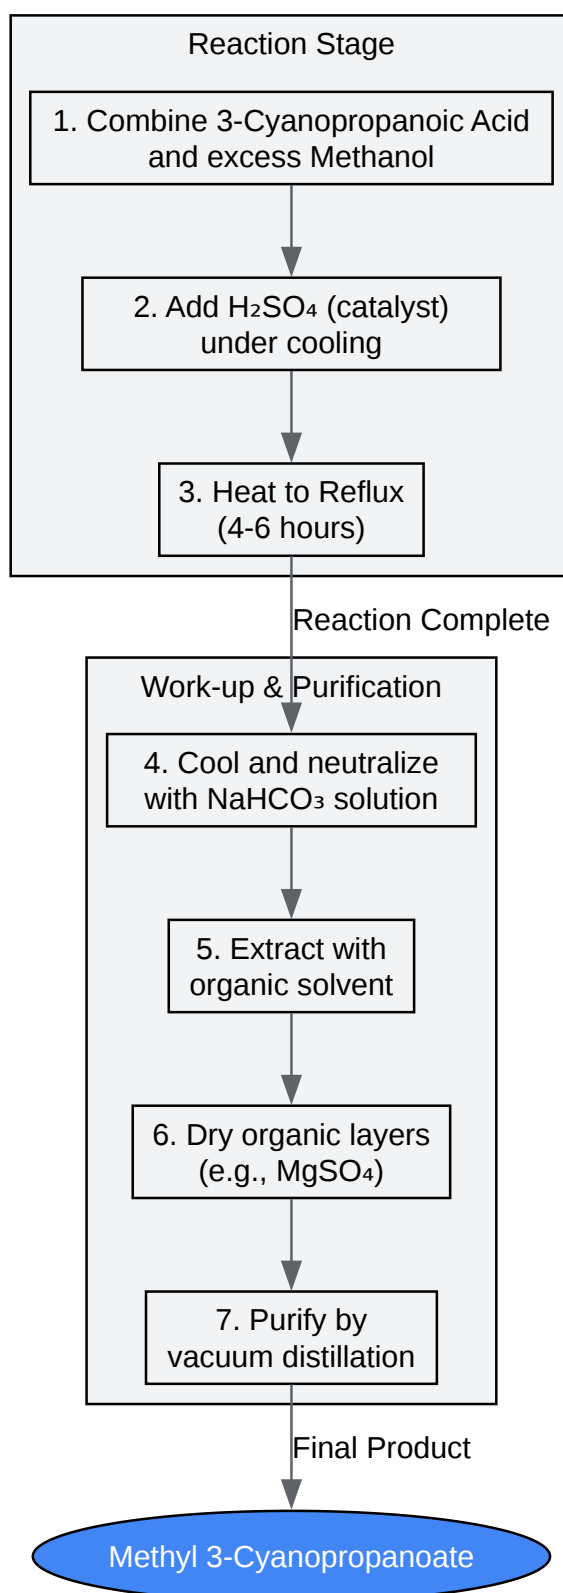 Reaction Stage
1. Combine 3-Cyanopropanoic Acid
and excess Methanol
2. Add H₂SO₄ (catalyst)
under cooling
3. Heat to Reflux
(4-6 hours)
Reaction Complete
Work-up & Purification
4. Cool and neutralize
with NaHCO₃ solution
5. Extract with
organic solvent
6. Dry organic layers
(e.g., MgSO₄)
7. Purify by
vacuum distillation
Final Product
Methyl 3-Cyanopropanoate